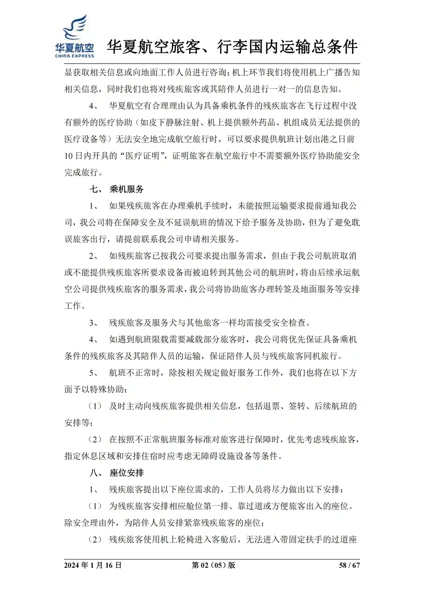 华夏航空
CHINA EXPRESS
华夏航空旅客、行李国内运输总条件
显获取相关信息或向地面工作人员进行咨询；机上环节我们将使用机上广播告知
相关信息，同时我们也将对残疾旅客或其陪伴人员进行一对一的信息告知。
4、 华夏航空有合理理由认为具备乘机条件的残疾旅客在飞行过程中没
有额外的医疗协助（如皮下静脉注射、机上提供额外药品、机组成员无法提供的
医疗设备等）无法安全地完成航空旅行时，可以要求提供航班计划出港之日前
10 日内开具的“医疗证明”，证明旅客在航空旅行中不需要额外医疗协助能安全
完成旅行。
七、 乘机服务
1、 如果残疾旅客在办理乘机手续时，未能按照运输要求提前通知我公
司，我公司将在保障安全及不延误航班的情况下给予服务及协助，但为了避免耽
误旅客出行，请提前联系我公司申请相关服务。
2、 如残疾旅客已按我公司要求提出服务需求，但由于我公司航班取消
或不能提供残疾旅客所要求设备而被迫转到其他公司的航班时，将由后续承运航
空公司提供残疾旅客的服务需求，我公司将协助旅客办理转签及地面服务等安排
工作。
3、 残疾旅客及服务犬与其他旅客一样均需接受安全检查。
4、 如遇到航班限载需要减载部分旅客时，我公司将优先保证具备乘机
条件的残疾旅客及其陪伴人员的运输，保证陪伴人员与残疾旅客同机旅行。
5、 航班不正常时，除按相关规定做好服务工作外，我们也将在以下方
面予以特殊协助：
（1） 及时主动向残疾旅客提供相关信息，包括退票、签转、后续航班的
安排等；
（2） 在按照不正常航班服务标准对旅客进行保障时，优先考虑残疾旅客，
指定休息区域和安排住宿时应考虑无障碍设施设备等条件。
八、 座位安排
1、 残疾旅客提出以下座位需求的，工作人员将尽力做出以下安排：
（1） 为残疾旅客安排相应舱位第一排、靠过道或方便旅客出入的座位。
除安全理由外，为陪伴人员安排紧靠残疾旅客的座位；
（2） 残疾旅客使用机上轮椅进入客舱后，无法进入带固定扶手的过道座
2024 年 1 月 16 日 第 02（05）版 58 / 67